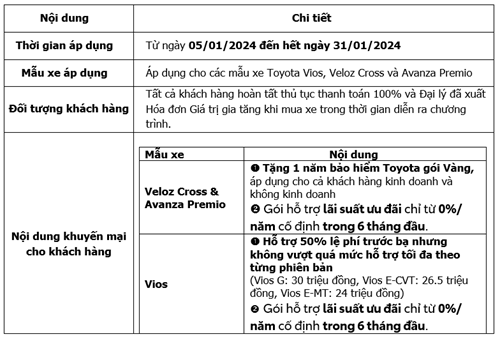 Nội dung
Chi tiết
Thời gian áp dụng
Từ ngày 05/01/2024 đến hết ngày 31/01/2024
Mẫu xe áp dụng
Áp dụng cho các mẫu xe Toyota Vios, Veloz Cross và Avanza Premio
Đối tượng khách hàng
Tất cả khách hàng hoàn tất thủ tục thanh toán 100% và Đại lý đã xuất
Hóa đơn Giá trị gia tăng khi mua xe trong thời gian diễn ra chương
trình.
Nội dung khuyến mại
cho khách hàng
Mẫu xe
Nội dung
Veloz Cross &
Avanza Premio
❶ Tặng 1 năm bảo hiểm Toyota gói Vàng,
áp dụng cho cả khách hàng kinh doanh và
không kinh doanh
❷ Gói hỗ trợ lãi suất ưu đãi chỉ từ 0%/
năm cố định trong 6 tháng đầu.
Vios
❶ Hỗ trợ 50% lệ phí trước bạ nhưng
không vượt quá mức hỗ trợ tối đa theo
từng phiên bản
(Vios G: 30 triệu đồng, Vios E-CVT: 26.5 triệu
đồng, Vios E-MT: 24 triệu đồng)
❷ Gói hỗ trợ lãi suất ưu đãi chỉ từ 0%/
năm cố định trong 6 tháng đầu.